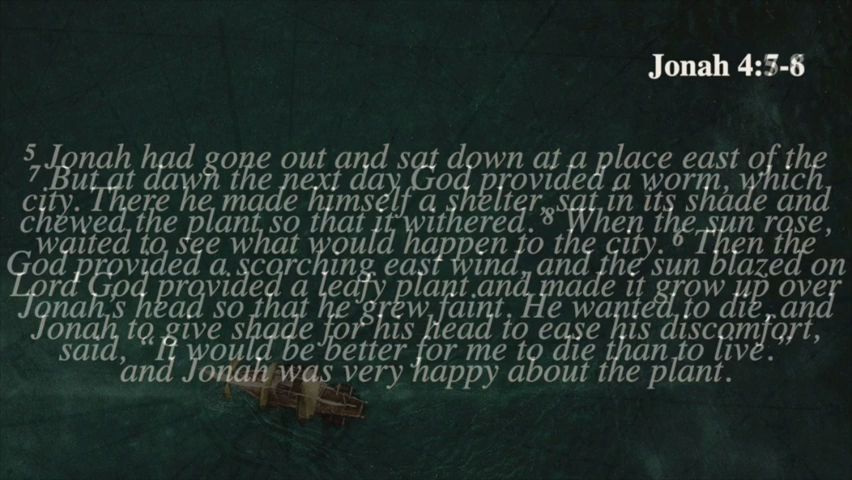 Jonah 4:5-6
5 Jonah had gone out and sat down at a place east of the
city. There he made himself a shelter, sat in its shade and
waited to see what would happen to the city. 6 Then the
Lord God provided a leafy plant and made it grow up over
Jonah to give shade for his head to ease his discomfort,
and Jonah was very happy about the plant.
Jonah 4:7-8
7 But at dawn the next day God provided a worm, which
chewed the plant so that it withered. 8 When the sun rose,
God provided a scorching east wind, and the sun blazed on
Jonah’s head so that he grew faint. He wanted to die, and
said, “It would be better for me to die than to live.”